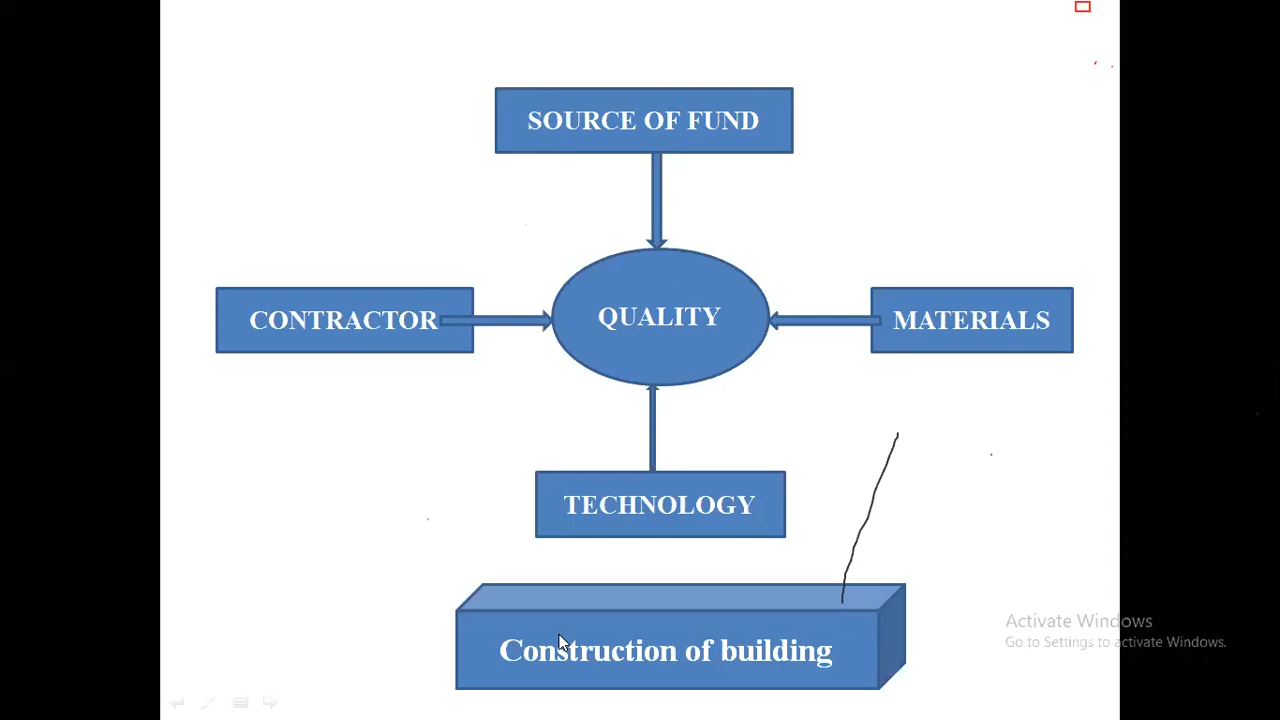 SOURCE OF FUND
CONTRACTOR
QUALITY
MATERIALS
TECHNOLOGY
Construction of building
Activate Windows
Go to Settings to activate Windows.